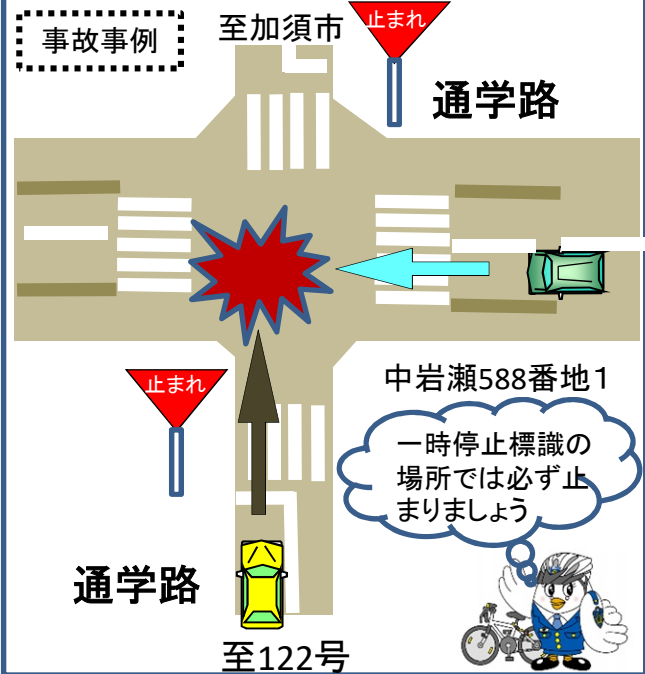 事故事例
至加須市
止まれ
通学路
止まれ
中岩瀬588番地1
一時停止標識の
場所では必ず止
まりましょう
通学路
至122号